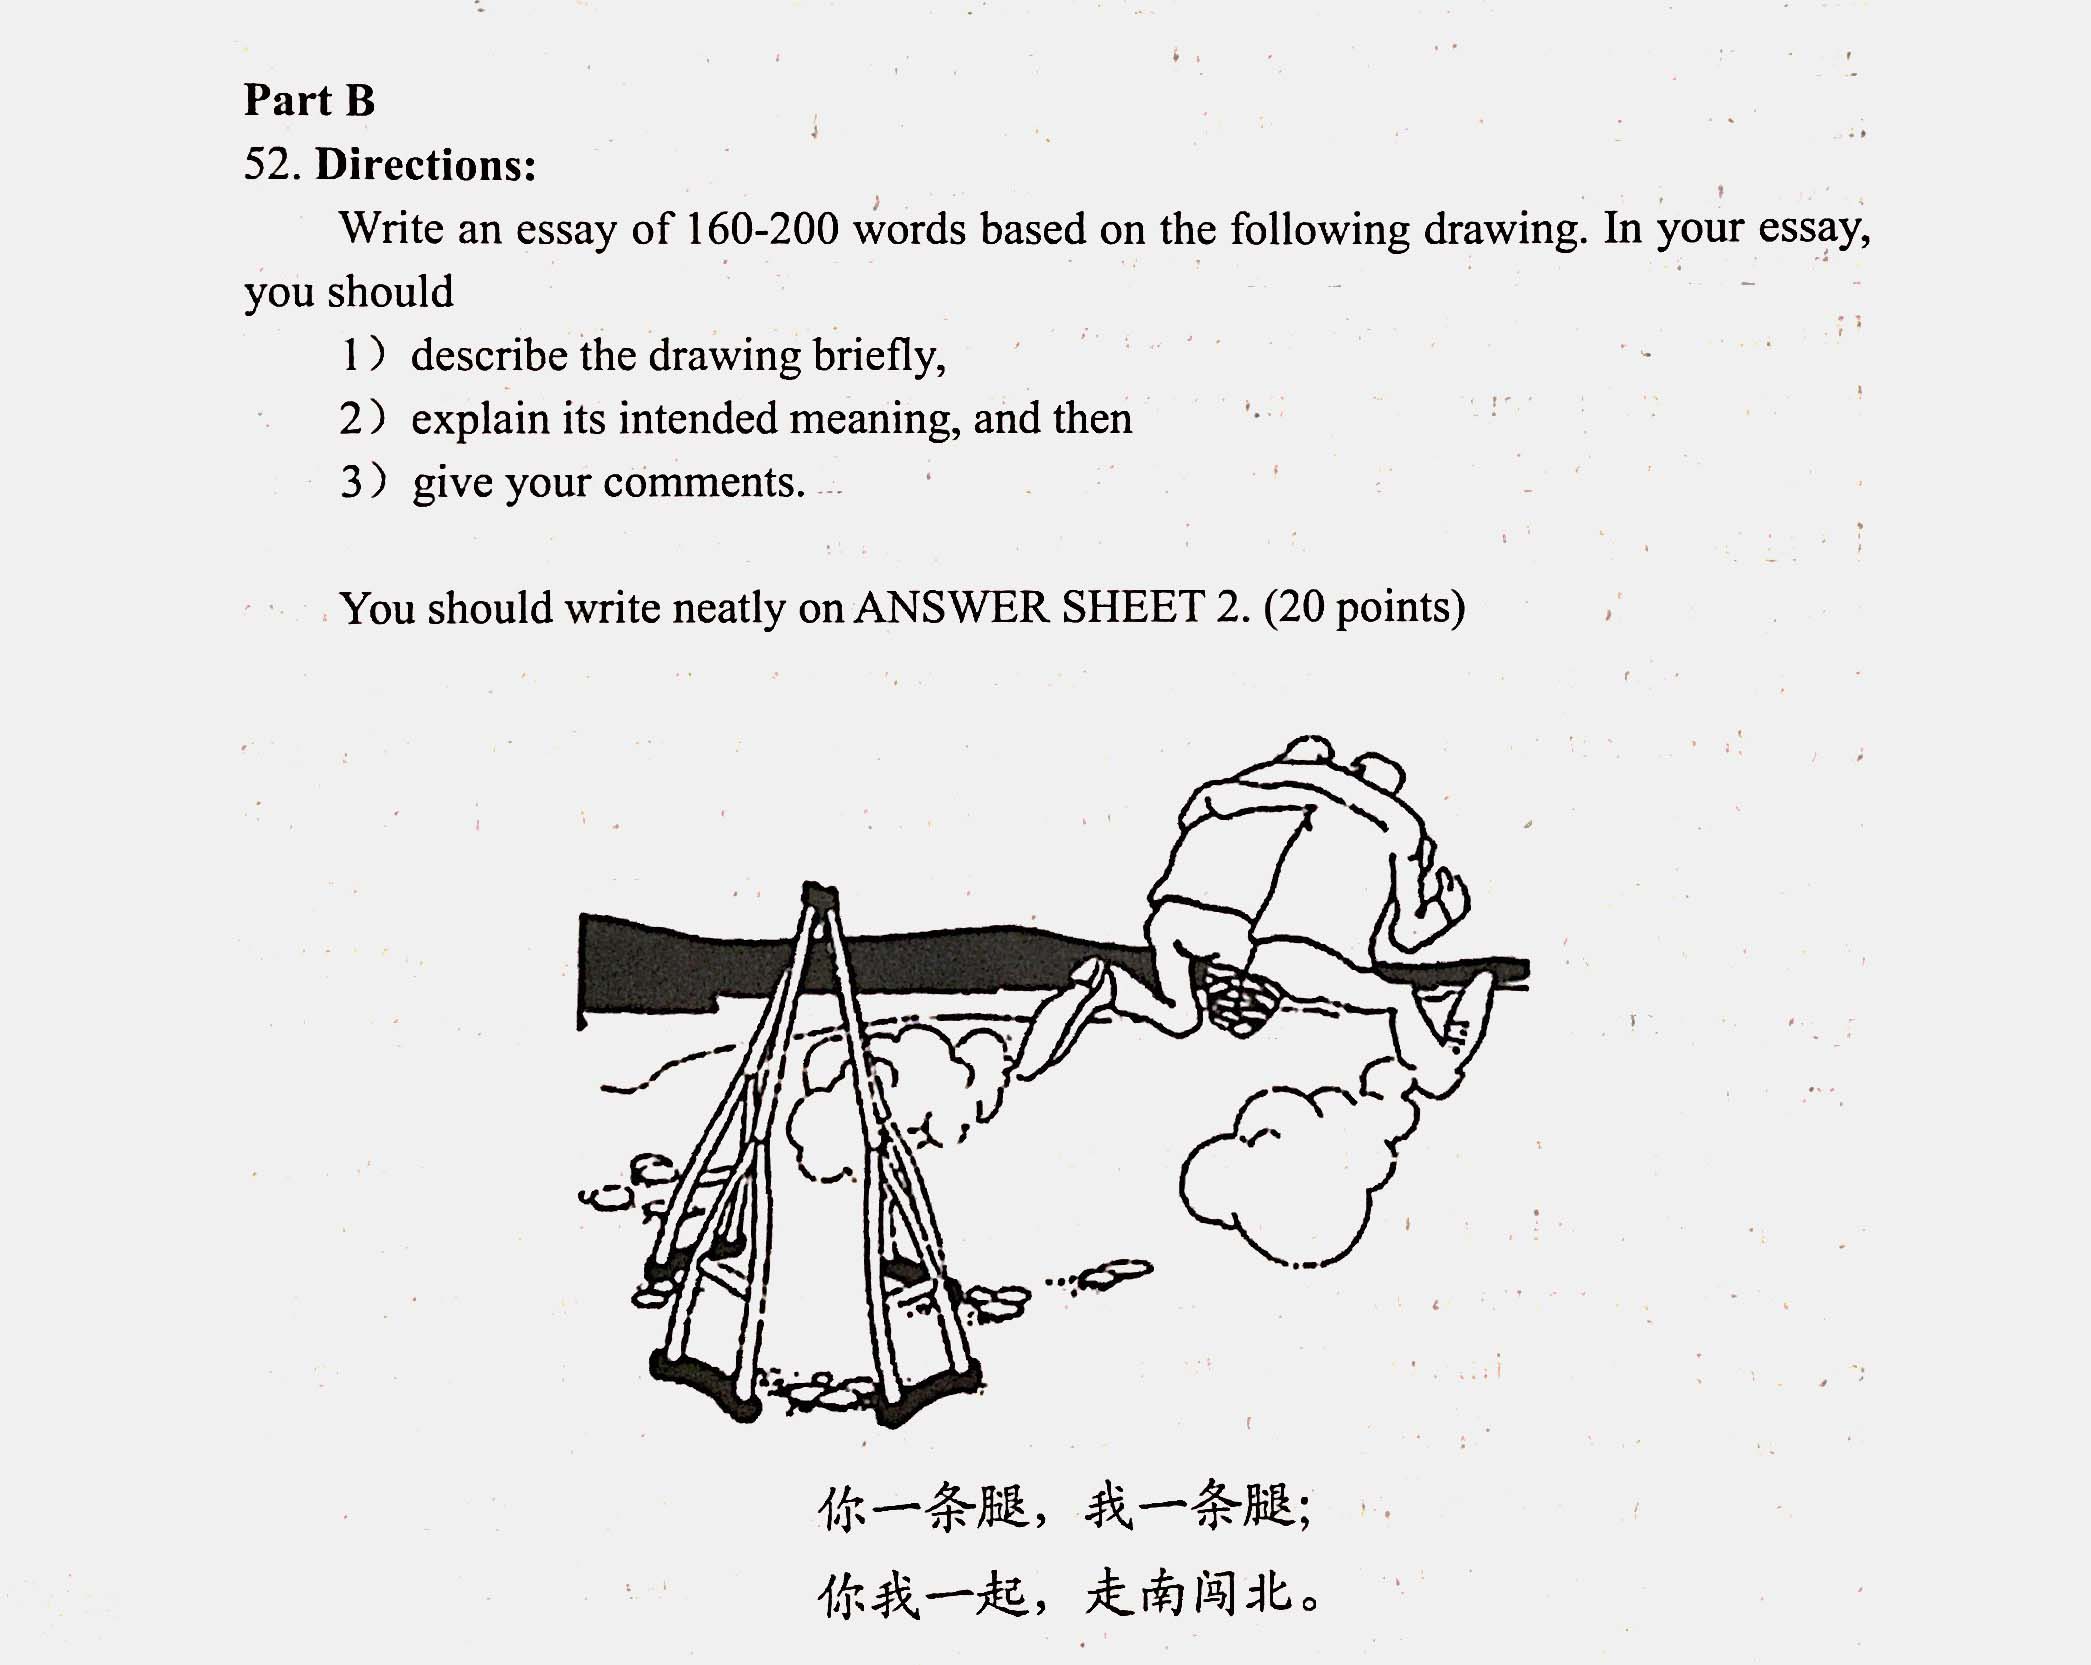 Part B
52. Directions:
Write an essay of 160-200 words based on the following drawing. In your essay,
you should
1）describe the drawing briefly,
2）explain its intended meaning, and then
3）give your comments.
You should write neatly on ANSWER SHEET 2. (20 points)
你一条腿，我一条腿；
你我一起，走南闯北。